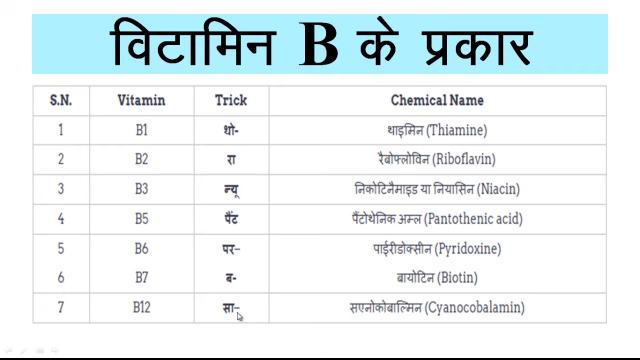 विटामिन B के प्रकार
S.N. Vitamin Trick Chemical Name
1 B1 थो- थाइमिन (Thiamine)
2 B2 रा रैबोफ्लोविन (Riboflavin)
3 B3 न्यू निकोटिनैमाइड या नियासिन (Niacin)
4 B5 पैंट पैंटोथेनिक अम्ल (Pantothenic acid)
5 B6 पर– पाईरीडोक्सीन (Pyridoxine)
6 B7 ब- बायोटिन (Biotin)
7 B12 सा– सएनोकोबाल्मिन (Cyanocobalamin)